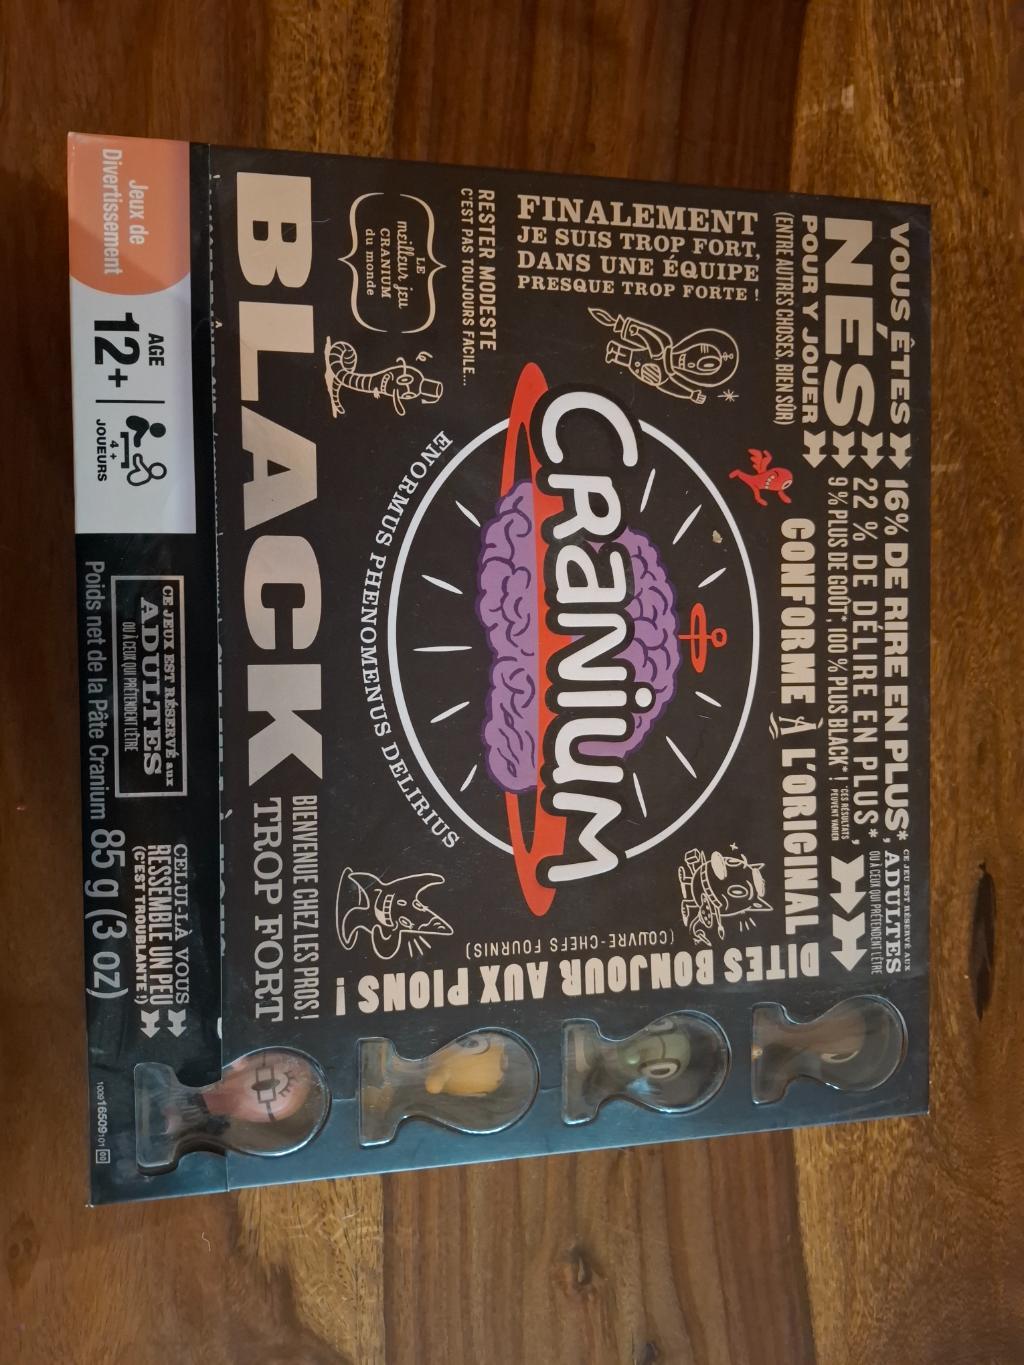 VOUS ÊTES
NÉS
POUR Y JOUER
(ENTRE AUTRES CHOSES, BIEN SÛR)
16% DE RIRE EN PLUS*,
22 % DE DÉLIRE EN PLUS*,
9% PLUS DE GOÛT*, 100 % PLUS BLACK* !
*CES RÉSULTATS
PEUVENT VARIER
CE JEU EST RÉSERVÉ AUX
ADULTES
OU À CEUX QUI PRÉTENDENT L'ÊTRE
CONFORME À L'ORIGINAL
FINALEMENT
JE SUIS TROP FORT,
DANS UNE ÉQUIPE
PRESQUE TROP FORTE !
RESTER MODESTE
C'EST PAS TOUJOURS FACILE...
LE
meilleur jeu
CRANIUM
du monde
CRANIUM
ENORMUS PHENOMENUS DELIRIUS
DITES BONJOUR AUX PIONS !
(COUVRE-CHEFS FOURNIS)
BLACK
BIENVENUE CHEZ LES PROS !
TROP FORT
Jeux de
Divertissement
AGE
12+
4+
JOUEURS
CE JEUX EST RÉSERVÉ AUX
ADULTES
OU À CEUX QUI PRÉTENDENT L'ÊTRE
Poids net de la Pâte Cranium 85 g (3 oz)
CELUI-LÀ VOUS
RESSEMBLE UN PEU
(C'EST TROUBLANTE !)
100916509101 00